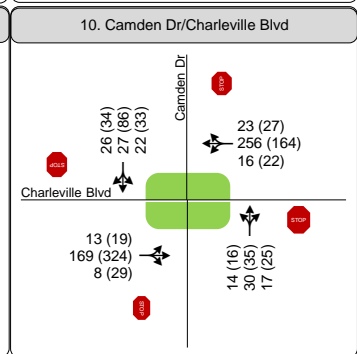 10. Camden Dr/Charleville Blvd
Camden Dr
STOP
26 (34)
27 (86)
22 (33)
23 (27)
256 (164)
16 (22)
STOP
Charleville Blvd
STOP
13 (19)
169 (324)
8 (29)
14 (16)
30 (35)
17 (25)
STOP